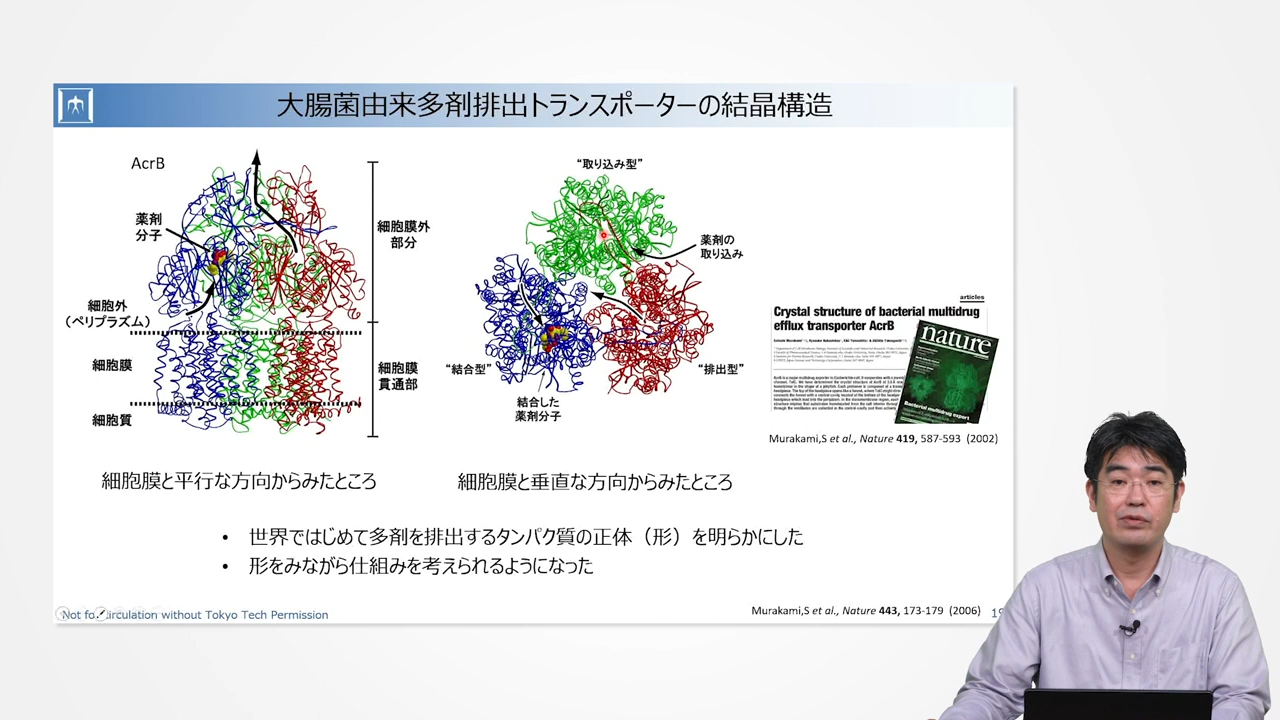 大腸菌由来多剤排出トランスポーターの結晶構造
AcrB
薬剤
分子
細胞外
(ペリプラズム)
細胞膜
細胞質
細胞膜外
部分
細胞膜
貫通部
“取り込み型”
薬剤の
取り込み
“結合型”
“排出型”
結合した
薬剤分子
articles
Crystal structure of bacterial multidrug
efflux transporter AcrB
nature
Bacterial multidrug export
Murakami,S et al., Nature 419, 587-593 (2002)
細胞膜と平行な方向からみたところ
細胞膜と垂直な方向からみたところ
• 世界ではじめて多剤を排出するタンパク質の正体（形）を明らかにした
• 形をみながら仕組みを考えられるようになった
Not for circulation without Tokyo Tech Permission
Murakami,S et al., Nature 443, 173-179 (2006)